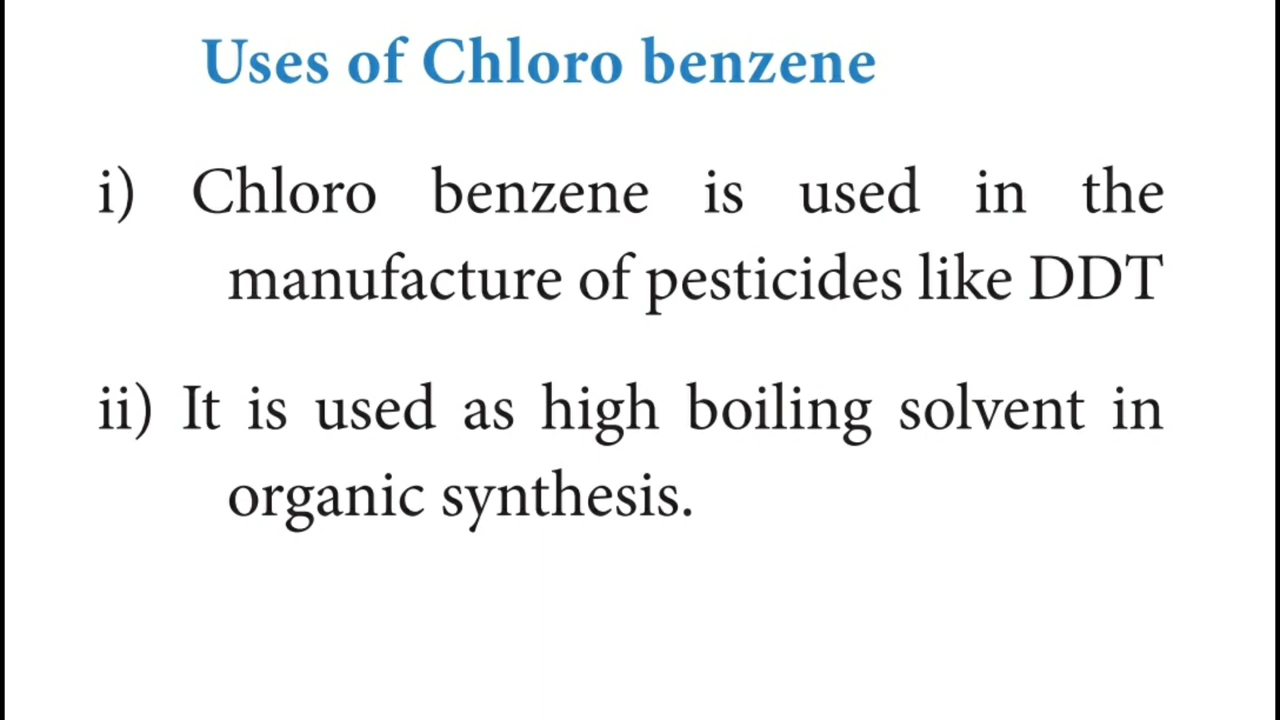 Uses of Chloro benzene
i) Chloro benzene is used in the
manufacture of pesticides like DDT
ii) It is used as high boiling solvent in
organic synthesis.